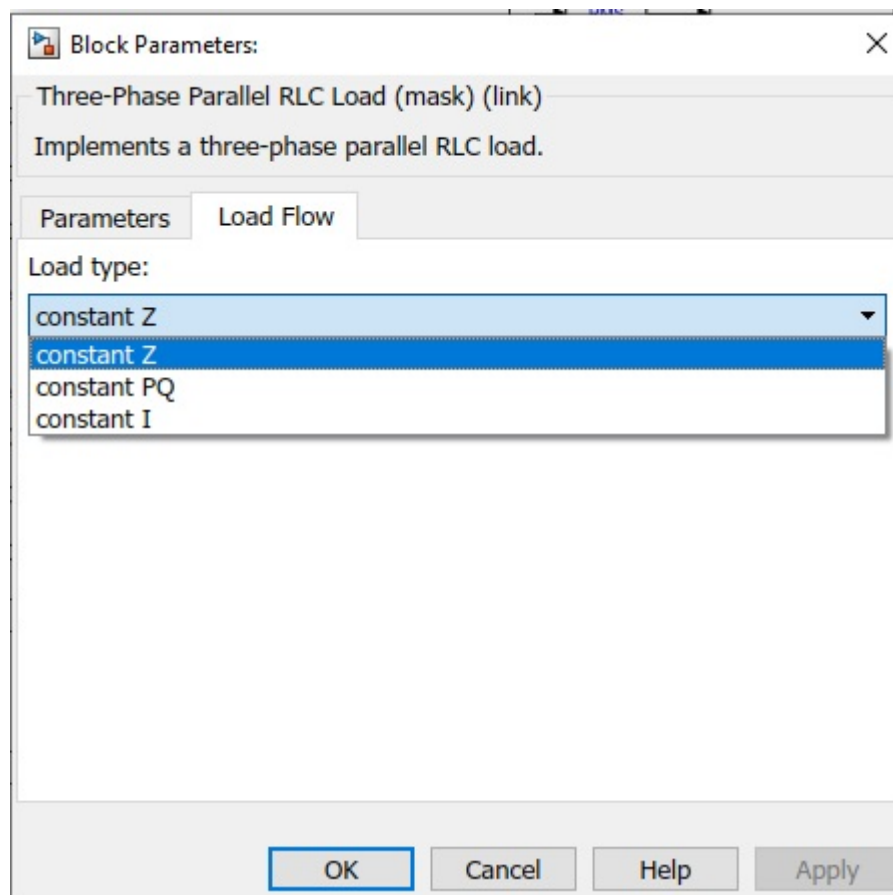 Block Parameters:
Three-Phase Parallel RLC Load (mask) (link)
Implements a three-phase parallel RLC load.
Parameters Load Flow
Load type:
constant Z
constant Z
constant PQ
constant I
OK Cancel Help Apply